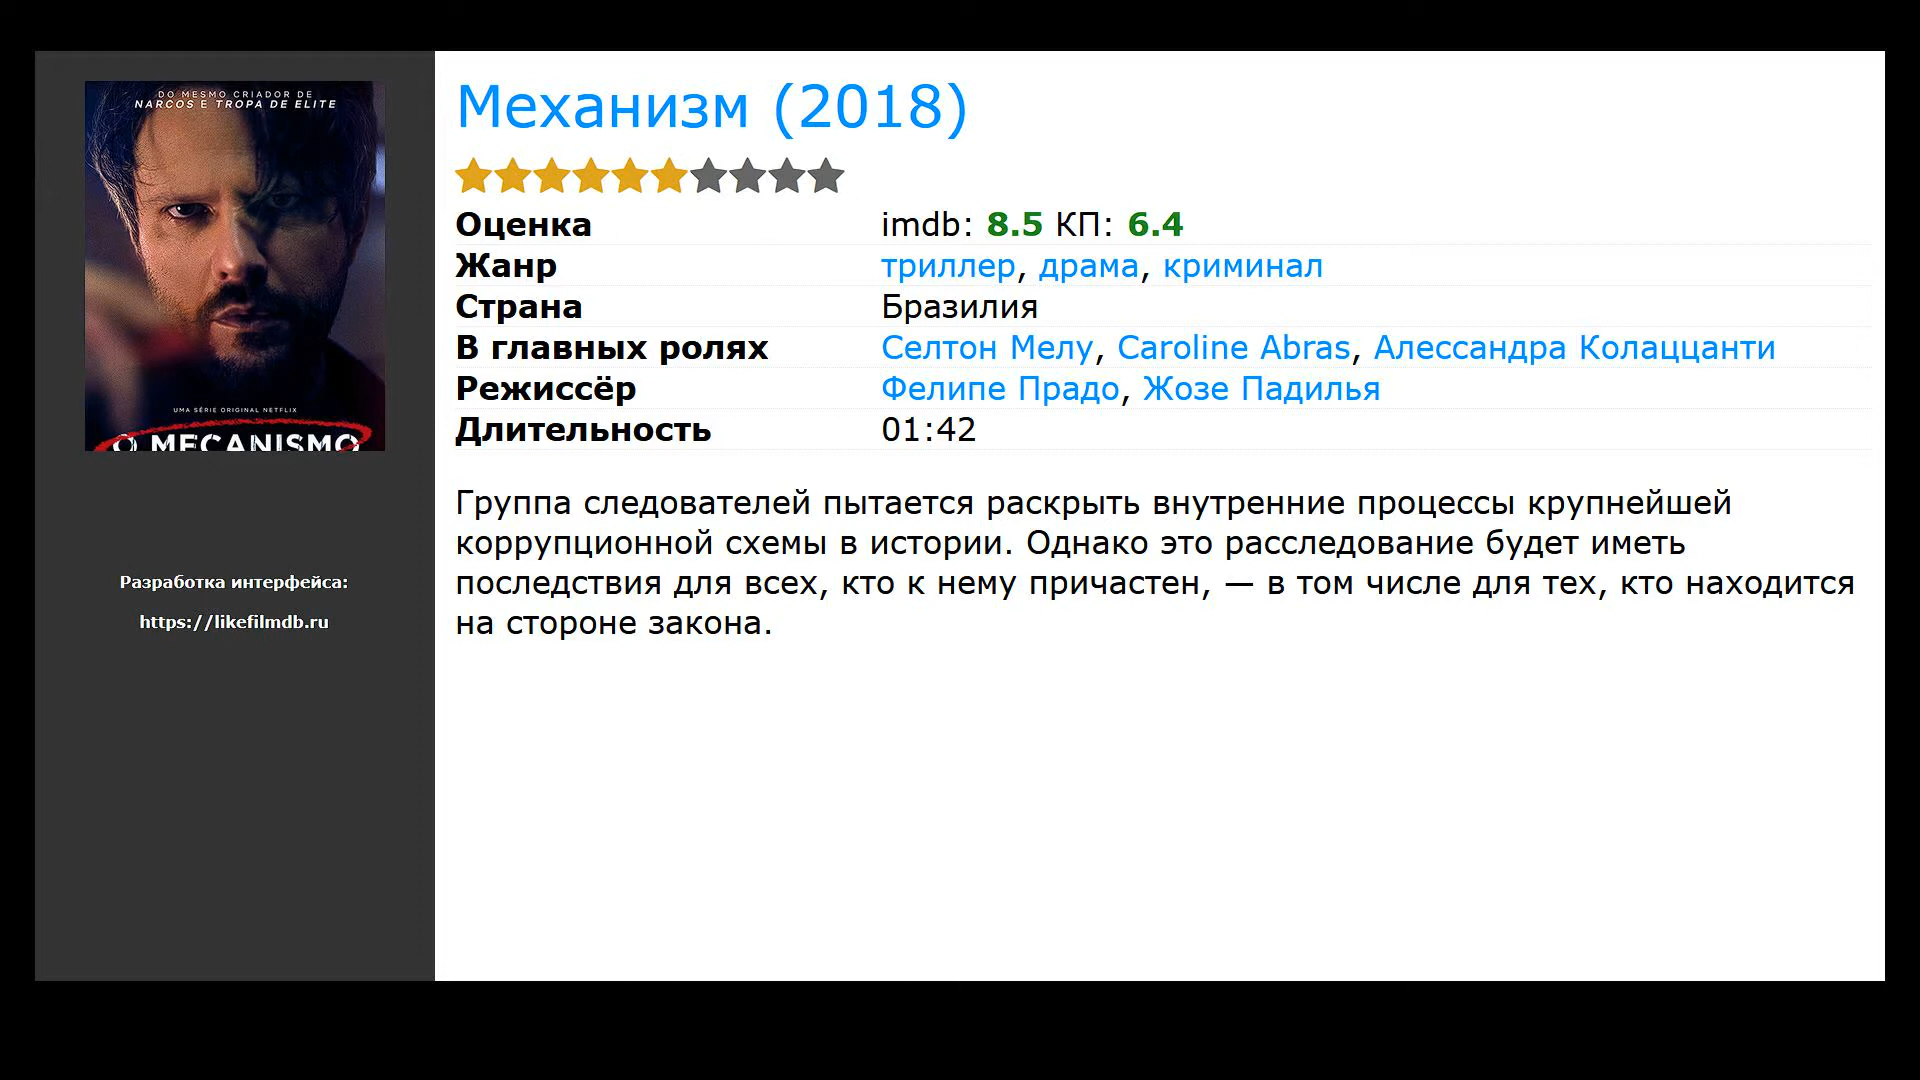 DO MESMO CRIADOR DE
NARCOS E TROPA DE ELITE
UMA SÉRIE ORIGINAL NETFLIX
O MECANISMO
Разработка интерфейса:
https://likefilmdb.ru
Механизм (2018)
Оценка imdb: 8.5 КП: 6.4
Жанр триллер, драма, криминал
Страна Бразилия
В главных ролях Селтон Мелу, Caroline Abras, Алессандра Колаццанти
Режиссёр Фелипе Прадо, Жозе Падилья
Длительность 01:42
Группа следователей пытается раскрыть внутренние процессы крупнейшей
коррупционной схемы в истории. Однако это расследование будет иметь
последствия для всех, кто к нему причастен, — в том числе для тех, кто находится
на стороне закона.